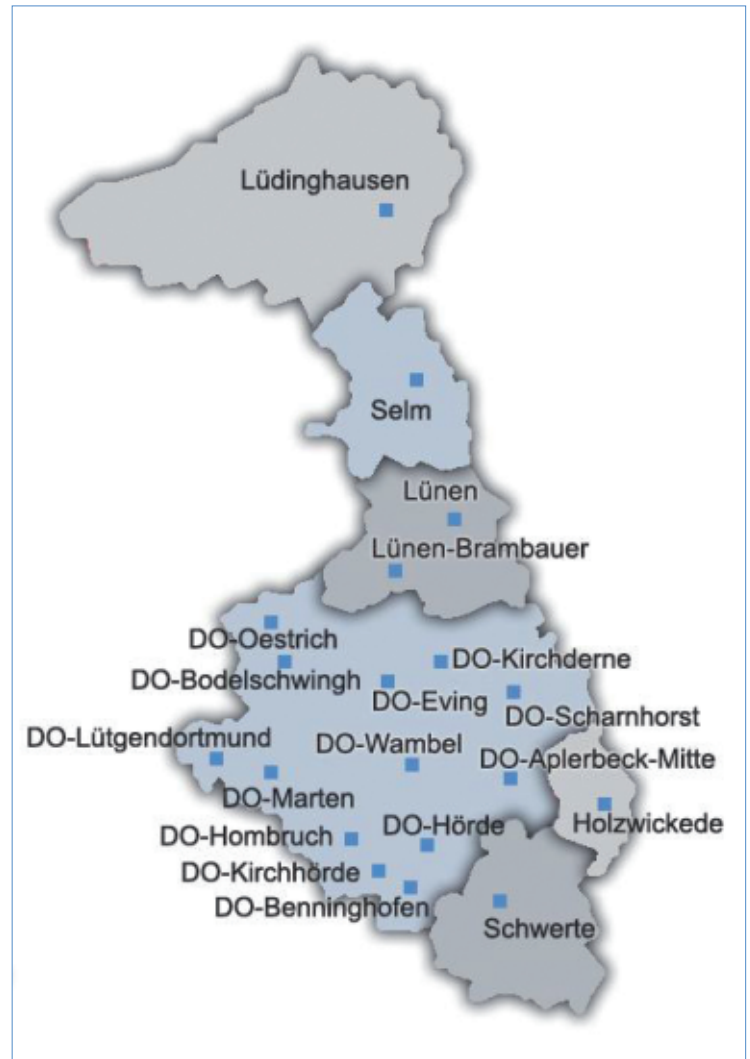 Lüdinghausen
Selm
Lünen
Lünen-Brambauer
DO-Oestrich
DO-Kirchderne
DO-Bodelschwingh
DO-Eving
DO-Scharnhorst
DO-Lütgendortmund
DO-Wambel
DO-Aplerbeck-Mitte
DO-Marten
DO-Hombruch
DO-Hörde
Holzwickede
DO-Kirchhörde
DO-Benninghofen
Schwerte